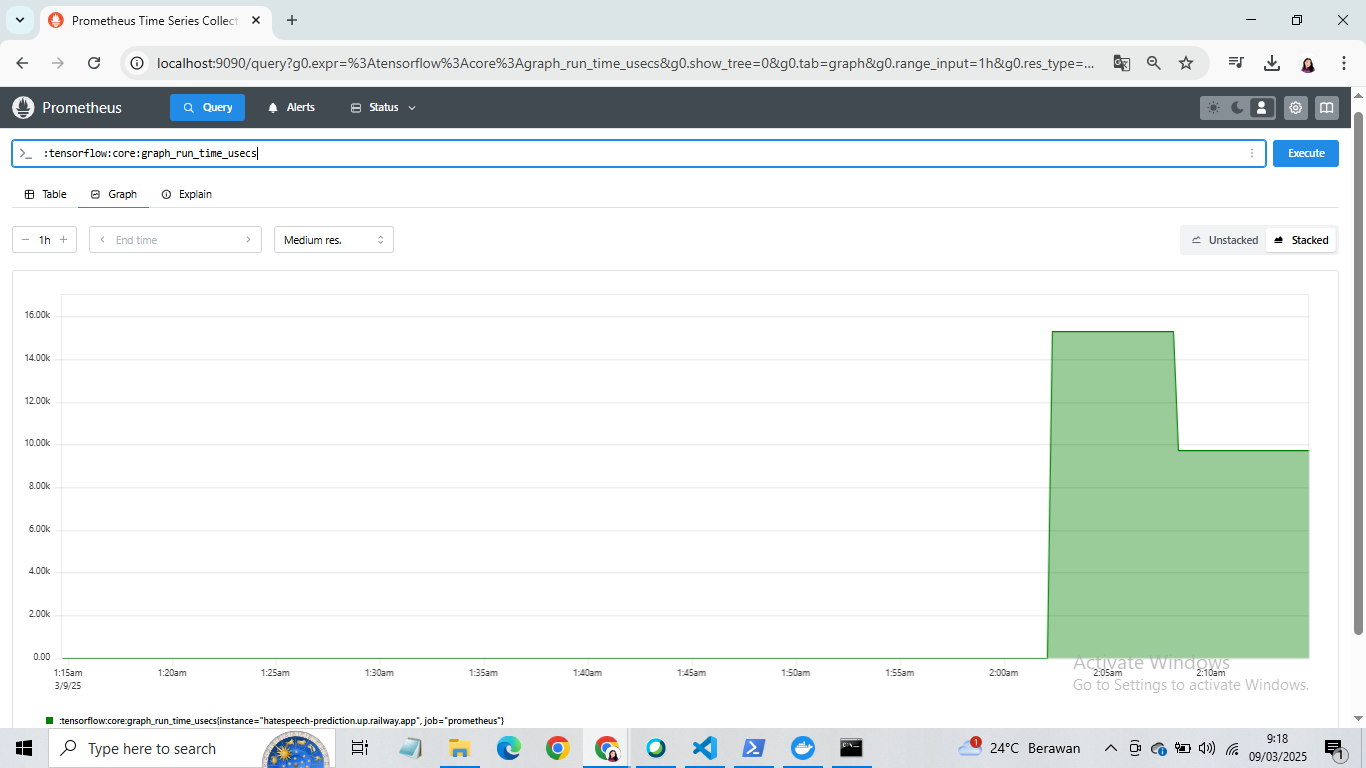 Prometheus Time Series Collect
localhost:9090/query?g0.expr=%3Atensorflow%3Acore%3Agraph_run_time_usecs&g0.show_tree=0&g0.tab=graph&g0.range_input=1h&g0.res_type=...
Prometheus
Query
Alerts
Status
:tensorflow:core:graph_run_time_usecs
Execute
Table
Graph
Explain
1h
End time
Medium res.
Unstacked
Stacked
16.00k
14.00k
12.00k
10.00k
8.00k
6.00k
4.00k
2.00k
0.00
1:15am 1:20am 1:25am 1:30am 1:35am 1:40am 1:45am 1:50am 1:55am 2:00am 2:05am 2:10am
3/9/25
Activate Windows
Go to Settings to activate Windows.
:tensorflow:core:graph_run_time_usecs{instance="hatespeech-prediction.up.railway.app", job="prometheus"}
Type here to search
1
24°C Berawan
9:18
09/03/2025
1